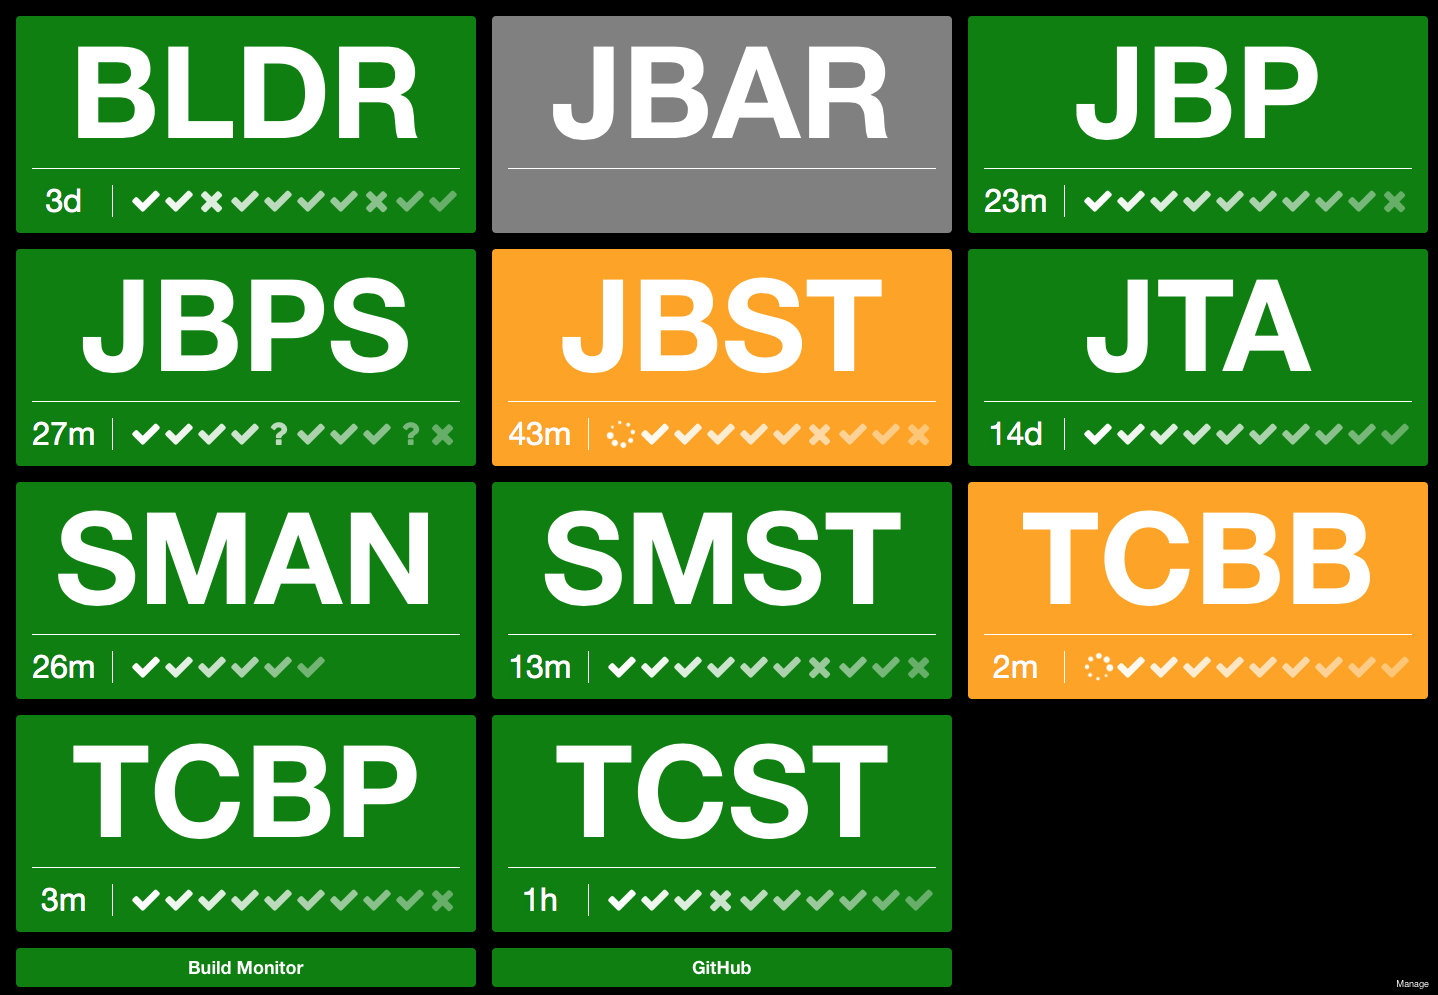 BLDR
3d
JBAR
JBP
23m
JBPS
27m ? ?
JBST
43m
JTA
14d
SMAN
26m
SMST
13m
TCBB
2m
TCBP
3m
TCST
1h
Build Monitor
GitHub
Manage